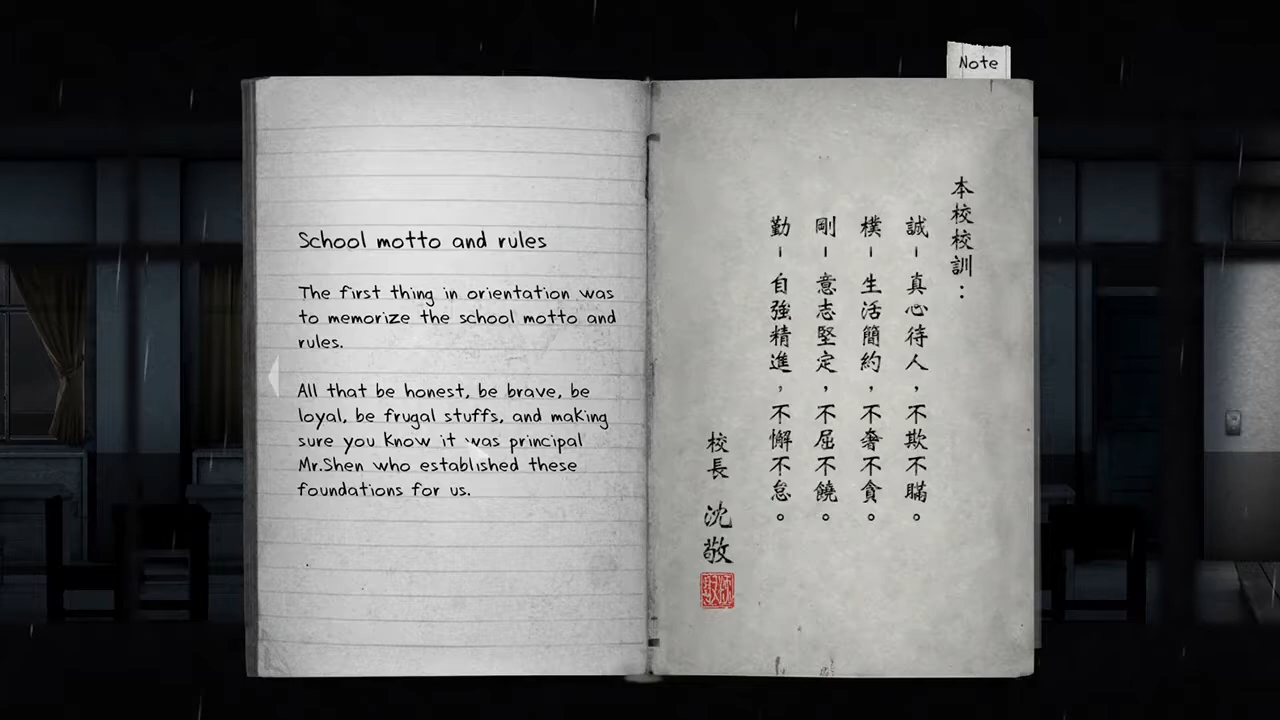 Note
School motto and rules
The first thing in orientation was
to memorize the school motto and
rules.
All that be honest, be brave, be
loyal, be frugal stuffs, and making
sure you know it was principal
Mr.Shen who established these
foundations for us.
本校校訓：
誠－真心待人，不欺不瞞。
樸－生活簡約，不奢不貪。
剛－意志堅定，不屈不饒。
勤－自強精進，不懈不怠。
校長 沈敬